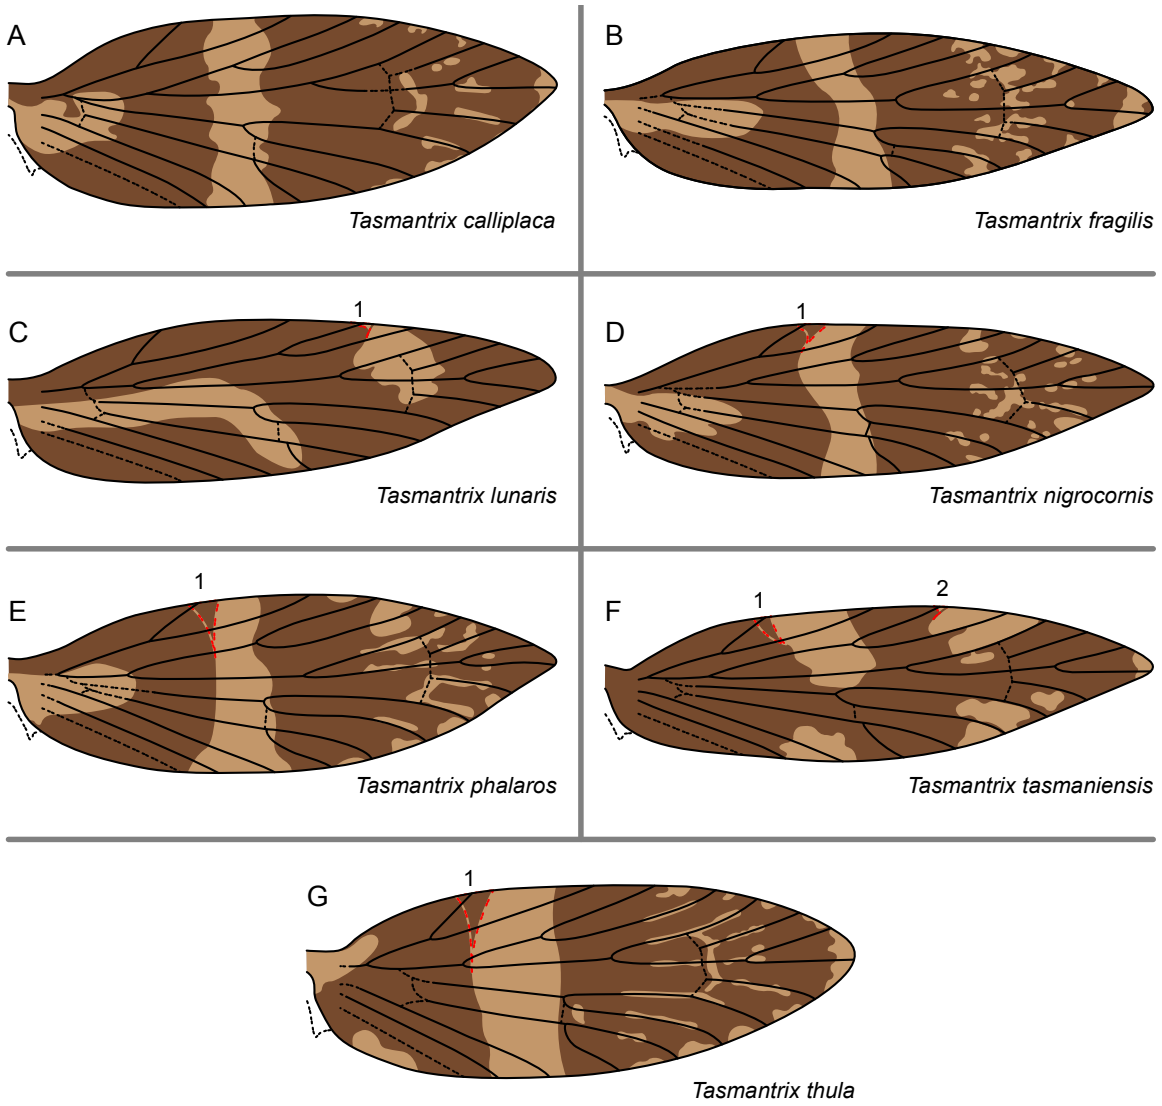 A
Tasmantrix calliplaca
B
Tasmantrix fragilis
C
1
Tasmantrix lunaris
D
1
Tasmantrix nigrocornis
E
1
Tasmantrix phalaros
F
1
2
Tasmantrix tasmaniensis
G
1
Tasmantrix thula